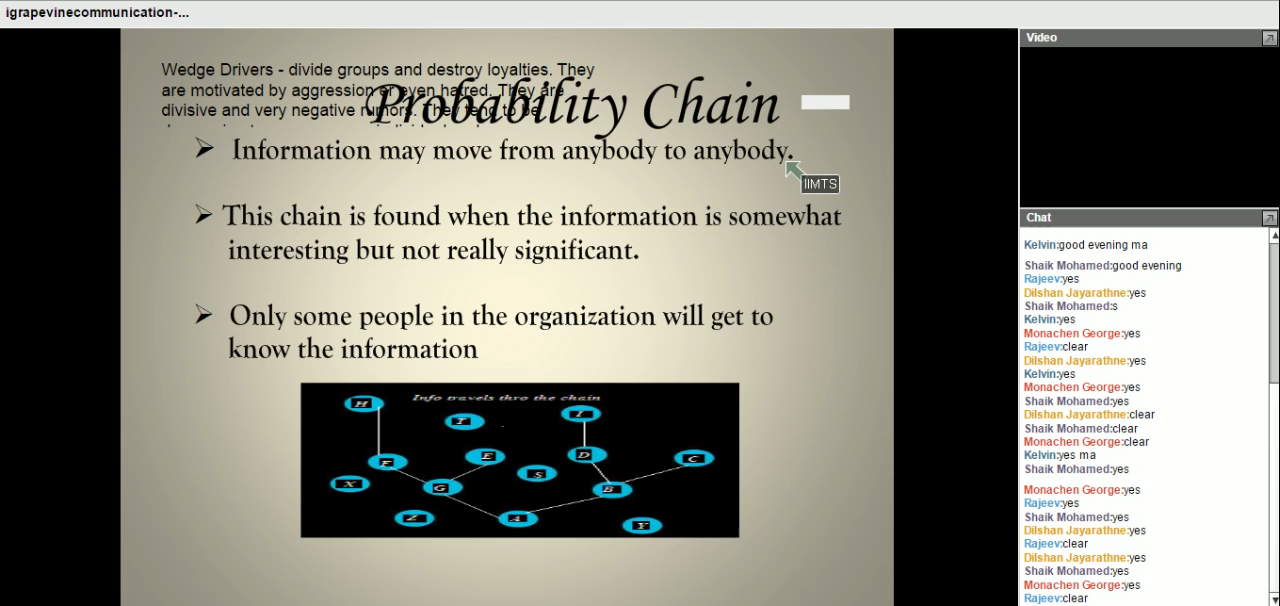 igrapevinecommunication-...
Wedge Drivers - divide groups and destroy loyalties. They
are motivated by aggression or even hatred. They are
divisive and very negative rumors. They tend to be
Probability Chain
➢ Information may move from anybody to anybody.
IIMTS
➢ This chain is found when the information is somewhat
interesting but not really significant.
➢ Only some people in the organization will get to
know the information
Info travels thro the chain
H
T
I
F
E
D
C
X
S
G
B
Z
A
Y
Video
Chat
Kelvin:good evening ma
Shaik Mohamed:good evening
Rajeev:yes
Dilshan Jayarathne:yes
Shaik Mohamed:s
Kelvin:yes
Monachen George:yes
Rajeev:clear
Dilshan Jayarathne:yes
Kelvin:yes
Monachen George:yes
Shaik Mohamed:yes
Dilshan Jayarathne:clear
Shaik Mohamed:clear
Monachen George:clear
Kelvin:yes ma
Shaik Mohamed:yes
Monachen George:yes
Rajeev:yes
Shaik Mohamed:yes
Dilshan Jayarathne:yes
Rajeev:clear
Dilshan Jayarathne:yes
Shaik Mohamed:yes
Monachen George:yes
Rajeev:clear